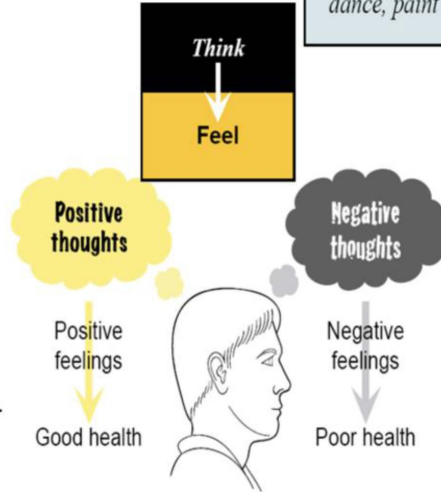 dance, paint
Think
Feel
Positive
thoughts
Negative
thoughts
Positive
feelings
Negative
feelings
Good health
Poor health